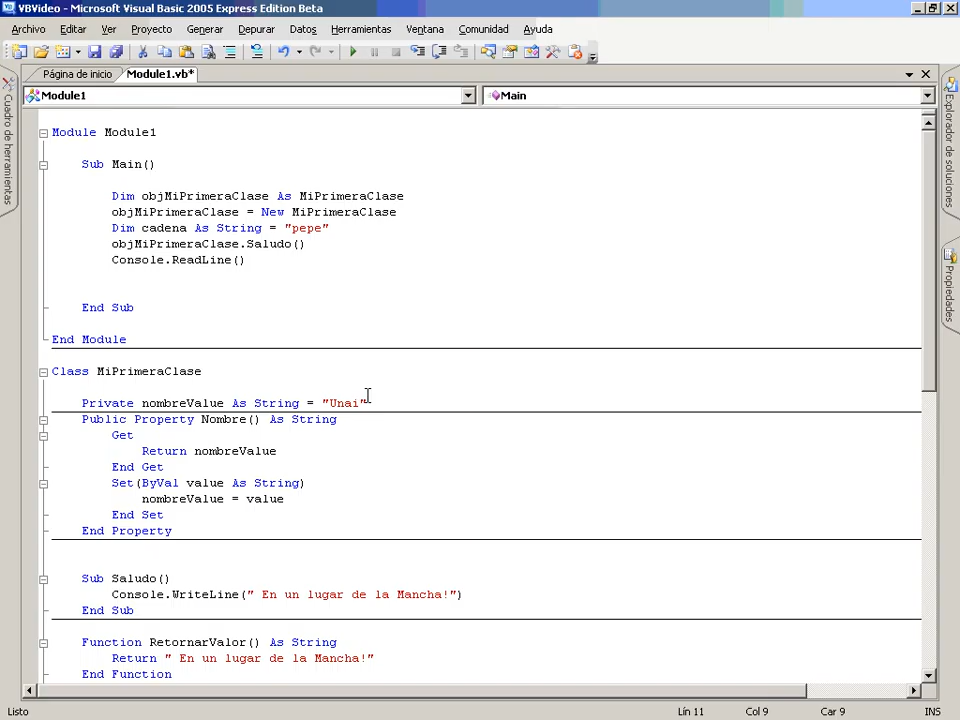 VBVideo - Microsoft Visual Basic 2005 Express Edition Beta
Archivo Editar Ver Proyecto Generar Depurar Datos Herramientas Ventana Comunidad Ayuda
Página de inicio Module1.vb*
Module1 Main
Cuadro de herramientas
Explorador de soluciones
Propiedades
Module Module1
Sub Main()
Dim objMiPrimeraClase As MiPrimeraClase
objMiPrimeraClase = New MiPrimeraClase
Dim cadena As String = "pepe"
objMiPrimeraClase.Saludo()
Console.ReadLine()
End Sub
End Module
Class MiPrimeraClase
Private nombreValue As String = "Unai"
Public Property Nombre() As String
Get
Return nombreValue
End Get
Set(ByVal value As String)
nombreValue = value
End Set
End Property
Sub Saludo()
Console.WriteLine(" En un lugar de la Mancha!")
End Sub
Function RetornarValor() As String
Return " En un lugar de la Mancha!"
End Function
Listo Lín 11 Col 9 Car 9 INS